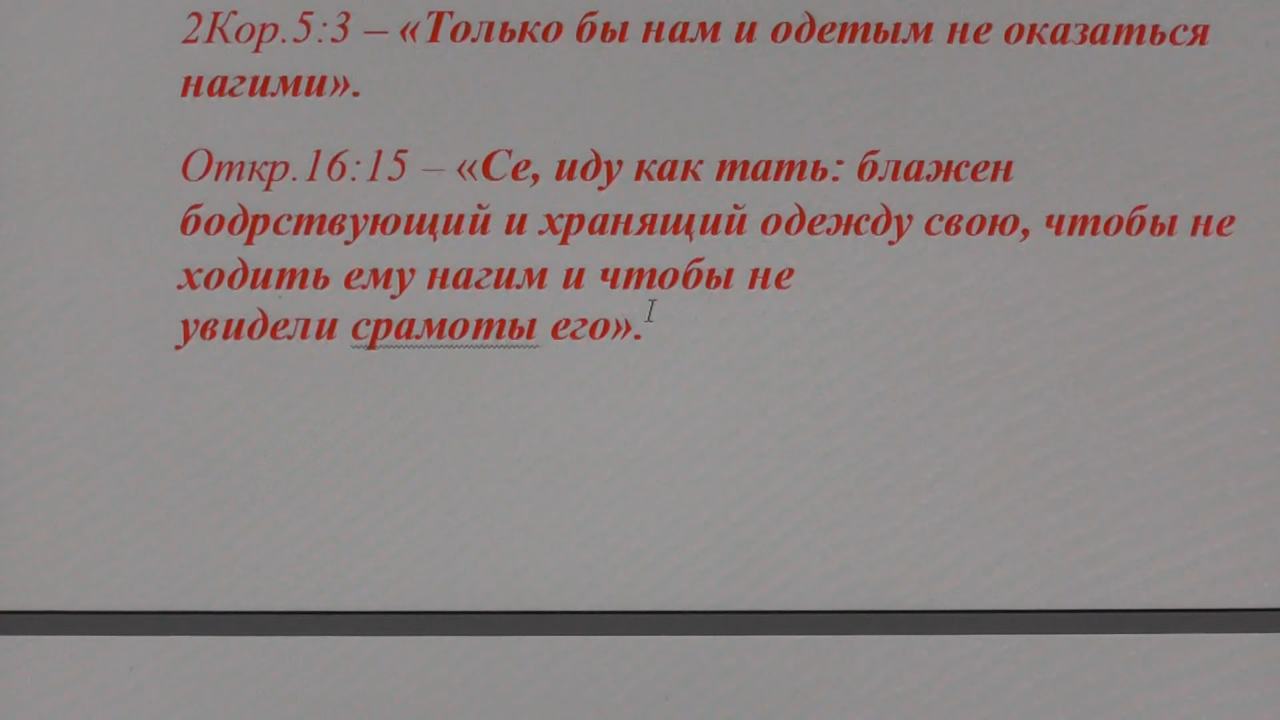 2Кор.5:3 – «Только бы нам и одетым не оказаться
нагими».
Откр.16:15 – «Се, иду как тать: блажен
бодрствующий и хранящий одежду свою, чтобы не
ходить ему нагим и чтобы не
увидели срамоты его».